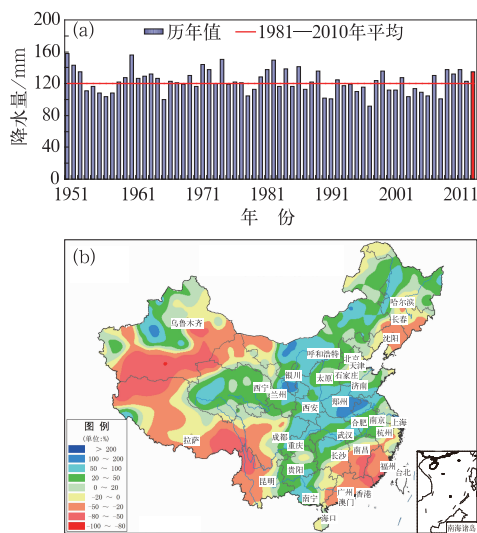 (a)
历年值
1981—2010年平均
降水量/mm
200
160
120
80
40
0
1951
1961
1971
1981
1991
2001
2011
年 份
(b)
哈尔滨
长春
乌鲁木齐
沈阳
呼和浩特
北京
天津
银川
太原
石家庄
济南
西宁
兰州
西安
郑州
合肥
南京
上海
拉萨
成都
重庆
武汉
杭州
长沙
南昌
贵阳
福州
台北
昆明
南宁
广州
香港
澳门
海口
图 例
(单位:%)
> 200
100 ~ 200
50 ~ 100
20 ~ 50
0 ~ 20
-20 ~ 0
-50 ~ -20
-80 ~ -50
-100 ~ -80
南海诸岛